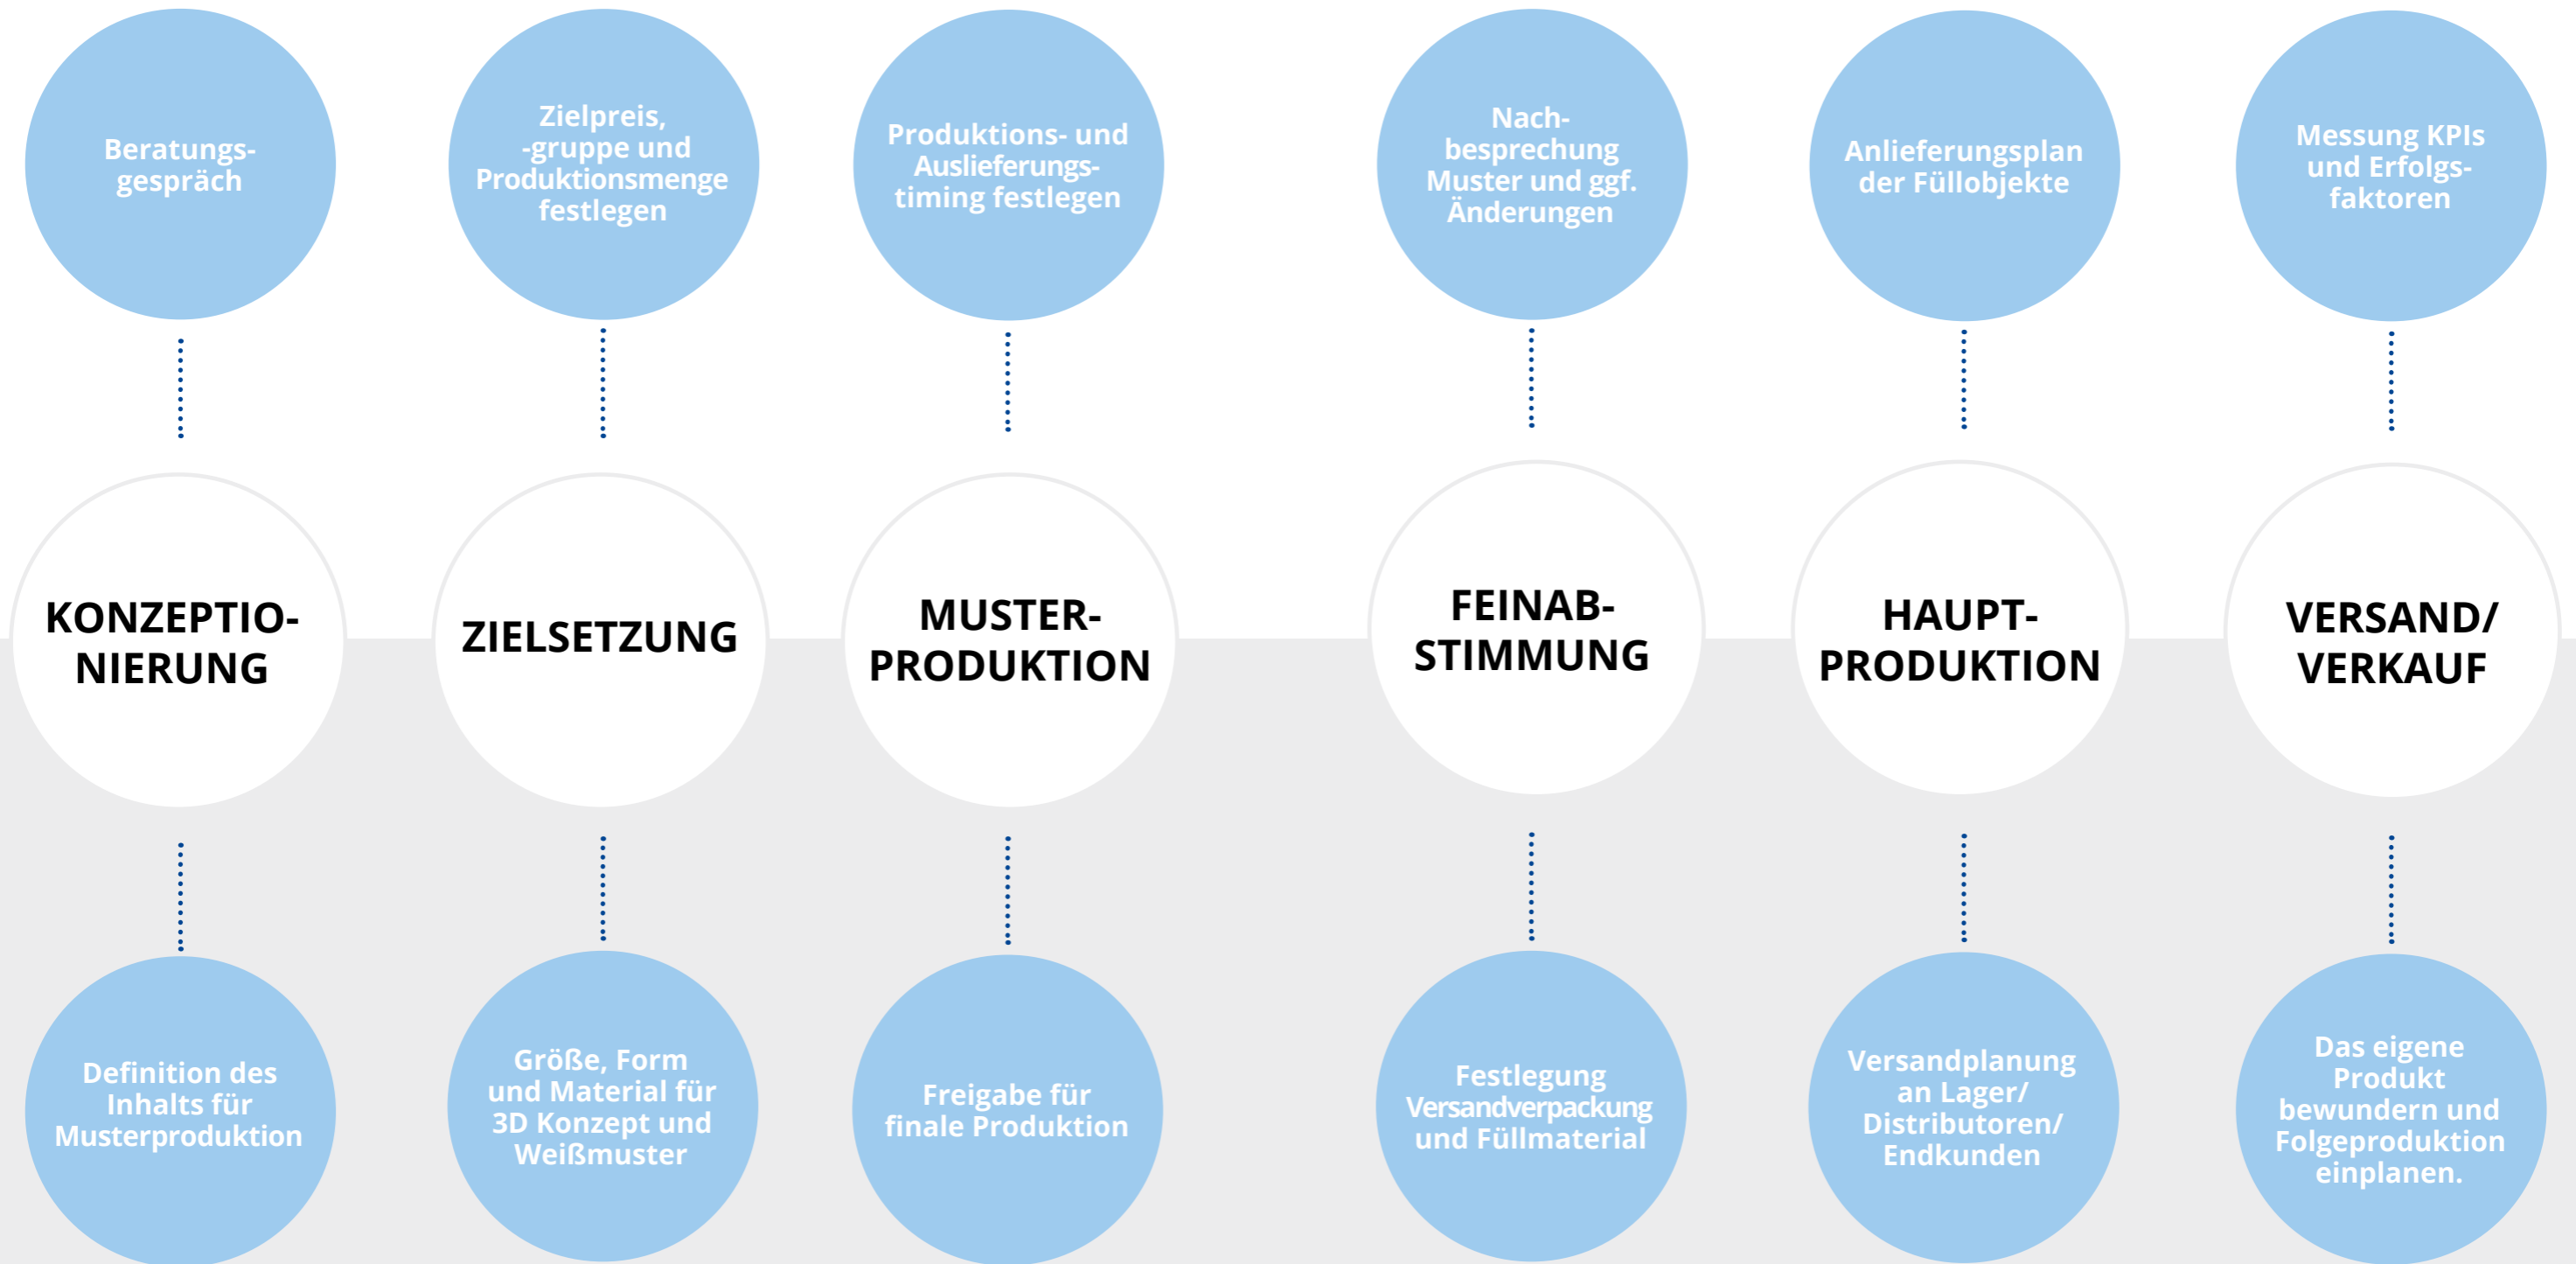 Beratungs-
gespräch
Zielpreis,
-gruppe und
Produktionsmenge
festlegen
Produktions- und
Auslieferungs-
timing festlegen
Nach-
besprechung
Muster und ggf.
Änderungen
Anlieferungsplan
der Füllobjekte
Messung KPIs
und Erfolgs-
faktoren
KONZEPTIO-
NIERUNG
ZIELSETZUNG
MUSTER-
PRODUKTION
FEINAB-
STIMMUNG
HAUPT-
PRODUKTION
VERSAND/
VERKAUF
Definition des
Inhalts für
Musterproduktion
Größe, Form
und Material für
3D Konzept und
Weißmuster
Freigabe für
finale Produktion
Festlegung
Versandverpackung
und Füllmaterial
Versandplanung
an Lager/
Distributoren/
Endkunden
Das eigene
Produkt
bewundern und
Folgeproduktion
einplanen.